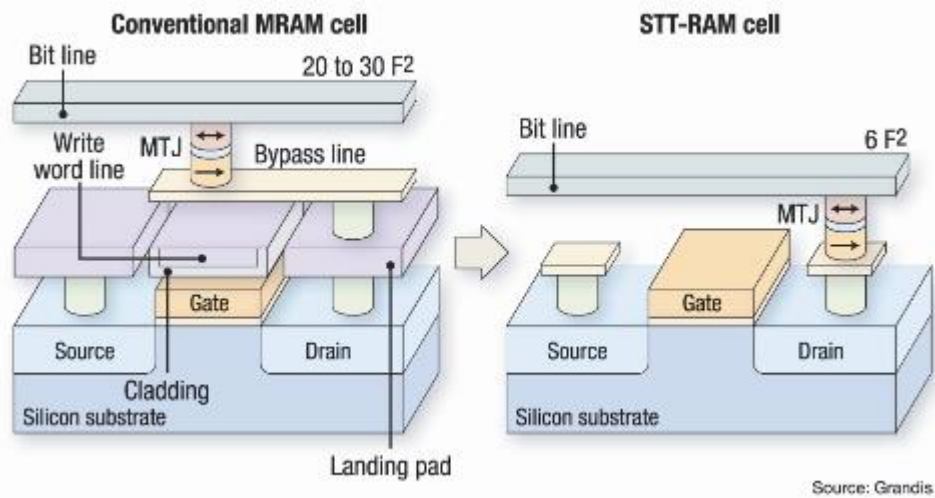 Conventional MRAM cell
Bit line
20 to 30 F2
Write
word line
MTJ
Bypass line
Gate
Source
Drain
Cladding
Silicon substrate
Landing pad
STT-RAM cell
Bit line
6 F2
MTJ
Gate
Source
Drain
Silicon substrate
Source: Grandis